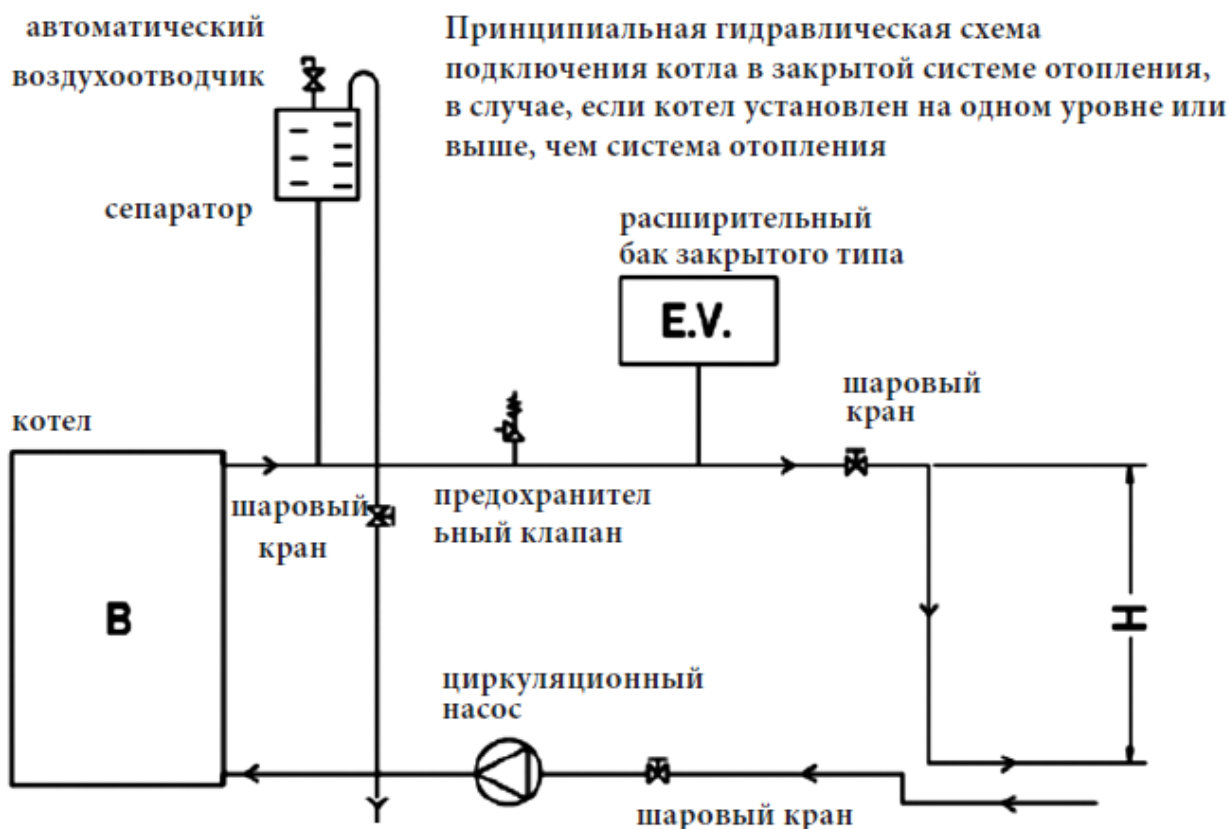 автоматический
воздухоотводчик
Принципиальная гидравлическая схема
подключения котла в закрытой системе отопления,
в случае, если котел установлен на одном уровне или
выше, чем система отопления
сепаратор
расширительный
бак закрытого типа
E.V.
шаровый
кран
котел
шаровый
кран
предохранител
ьный клапан
B
H
циркуляционный
насос
шаровый кран